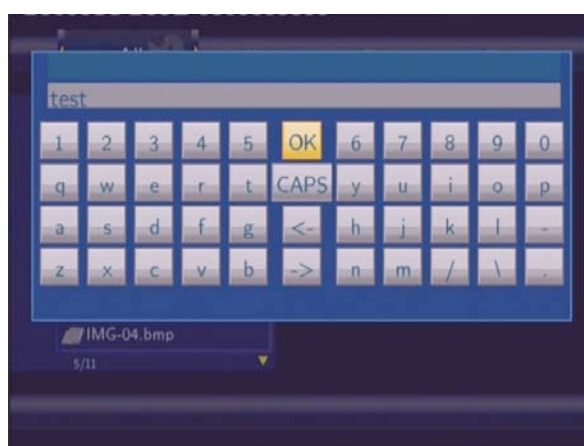 test
1 2 3 4 5 OK 6 7 8 9 0
q w e r t CAPS y u i o p
a s d f g <- h j k l -
z x c v b -> n m / \ .
IMG-04.bmp
5/11